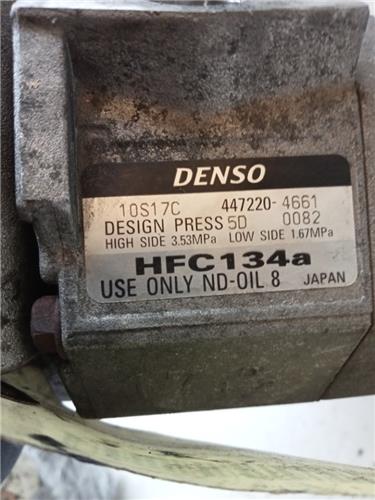 DENSO
10S17C 447220-4661
DESIGN PRESS 5D 0082
HIGH SIDE 3.53MPa LOW SIDE 1.67MPa
HFC134a
USE ONLY ND-OIL 8 JAPAN